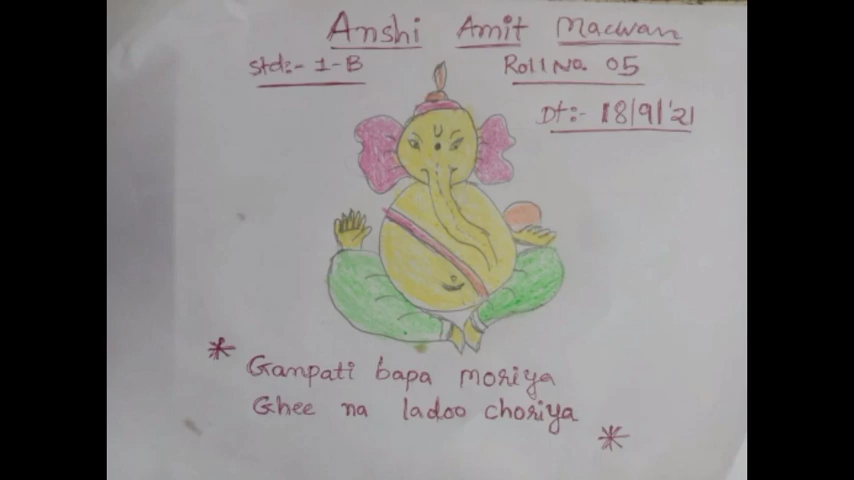 Anshi Amit Macwan
Std:- 1-B
Roll No. 05
Dt:- 18/9/'21
* Ganpati bapa moriya
Ghee na ladoo choriya *